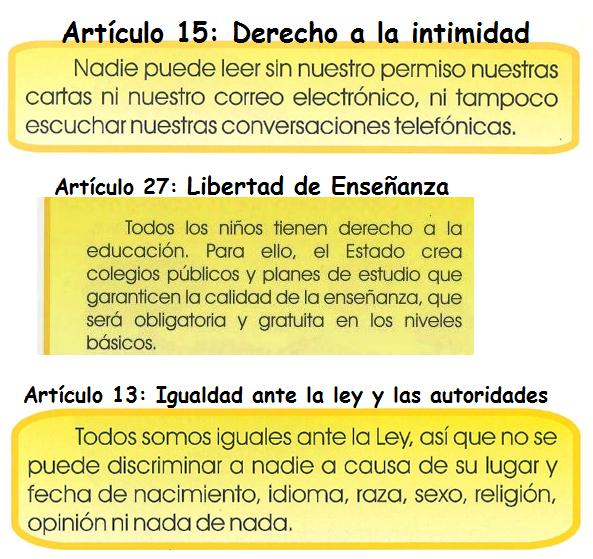 Artículo 15: Derecho a la intimidad
Nadie puede leer sin nuestro permiso nuestras
cartas ni nuestro correo electrónico, ni tampoco
escuchar nuestras conversaciones telefónicas.
Artículo 27: Libertad de Enseñanza
Todos los niños tienen derecho a la
educación. Para ello, el Estado crea
colegios públicos y planes de estudio que
garanticen la calidad de la enseñanza, que
será obligatoria y gratuita en los niveles
básicos.
Artículo 13: Igualdad ante la ley y las autoridades
Todos somos iguales ante la Ley, así que no se
puede discriminar a nadie a causa de su lugar y
fecha de nacimiento, idioma, raza, sexo, religión,
opinión ni nada de nada.